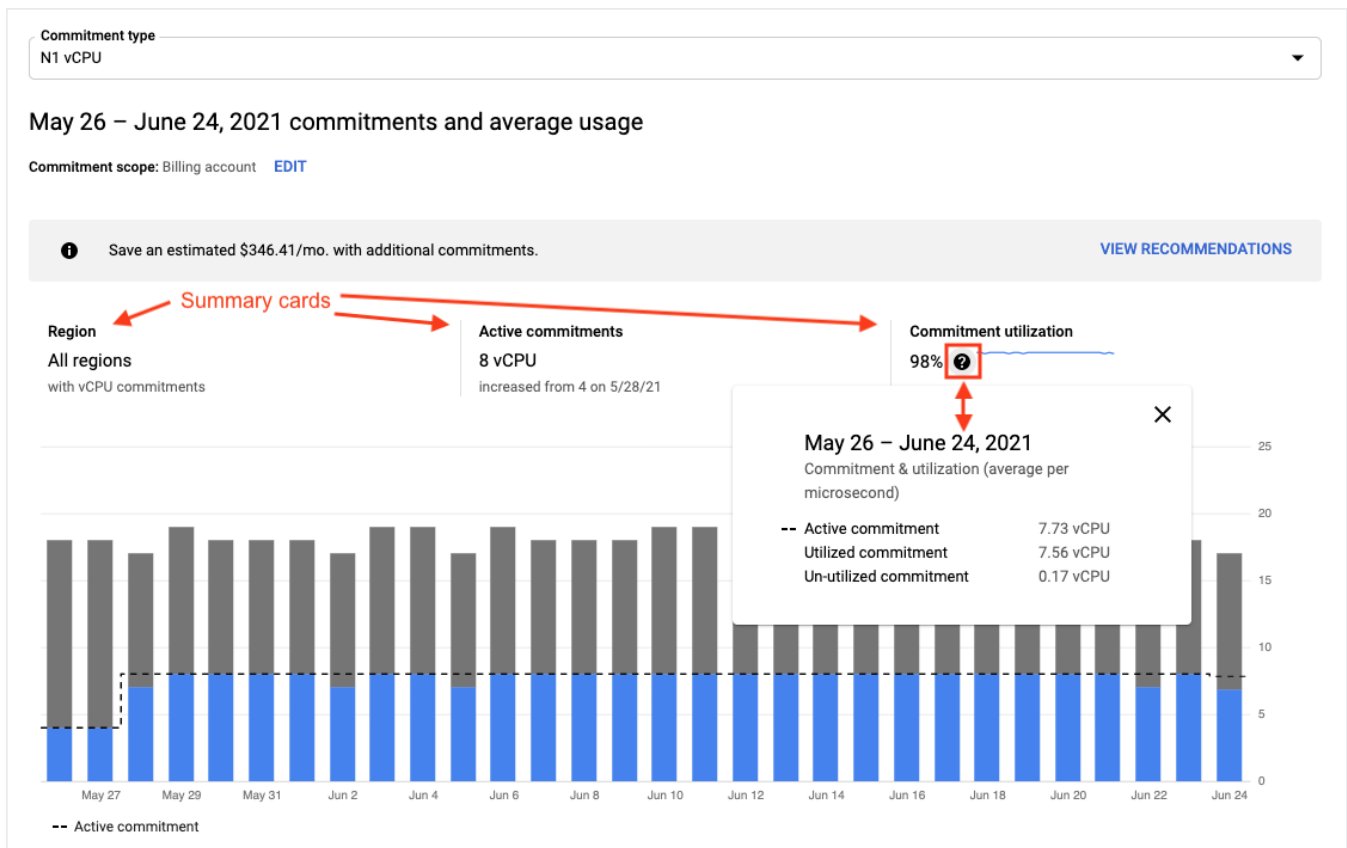 Commitment type
N1 vCPU
May 26 – June 24, 2021 commitments and average usage
Commitment scope: Billing account EDIT
Save an estimated $346.41/mo. with additional commitments. VIEW RECOMMENDATIONS
Summary cards
Region
All regions
with vCPU commitments
Active commitments
8 vCPU
increased from 4 on 5/28/21
Commitment utilization
98%
May 26 – June 24, 2021
Commitment & utilization (average per
microsecond)
-- Active commitment 7.73 vCPU
Utilized commitment 7.56 vCPU
Un-utilized commitment 0.17 vCPU
25
20
15
10
5
0
May 27 May 29 May 31 Jun 2 Jun 4 Jun 6 Jun 8 Jun 10 Jun 12 Jun 14 Jun 16 Jun 18 Jun 20 Jun 22 Jun 24
-- Active commitment